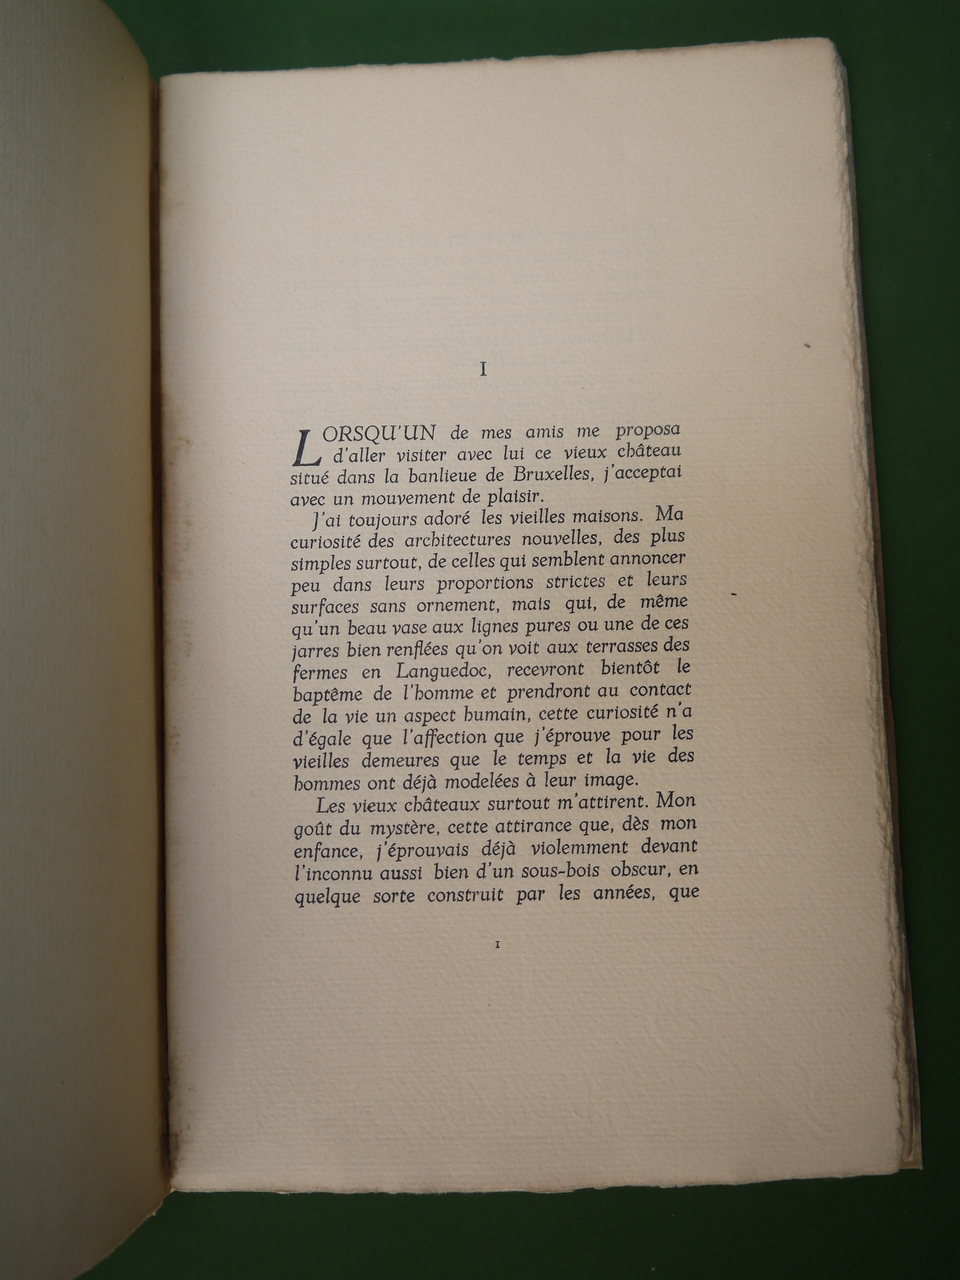 I
LORSQU'UN de mes amis me proposa
d'aller visiter avec lui ce vieux château
situé dans la banlieue de Bruxelles, j'acceptai
avec un mouvement de plaisir.
J'ai toujours adoré les vieilles maisons. Ma
curiosité des architectures nouvelles, des plus
simples surtout, de celles qui semblent annoncer
peu dans leurs proportions strictes et leurs
surfaces sans ornement, mais qui, de même
qu'un beau vase aux lignes pures ou une de ces
jarres bien renflées qu'on voit aux terrasses des
fermes en Languedoc, recevront bientôt le
baptême de l'homme et prendront au contact
de la vie un aspect humain, cette curiosité n'a
d'égale que l'affection que j'éprouve pour les
vieilles demeures que le temps et la vie des
hommes ont déjà modelées à leur image.
Les vieux châteaux surtout m'attirent. Mon
goût du mystère, cette attirance que, dès mon
enfance, j'éprouvais déjà violemment devant
l'inconnu aussi bien d'un sous-bois obscur, en
quelque sorte construit par les années, que
1